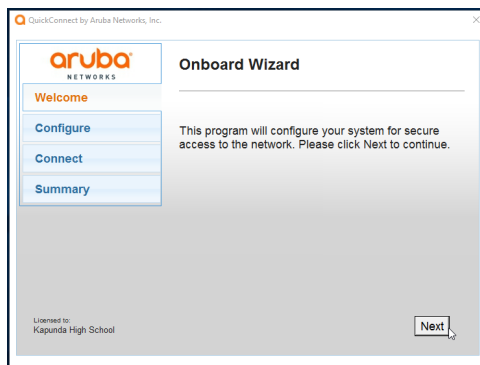 QuickConnect by Aruba Networks, Inc.
aruba
NETWORKS
Welcome
Configure
Connect
Summary
Onboard Wizard
This program will configure your system for secure
access to the network. Please click Next to continue.
Licensed to:
Kapunda High School
Next